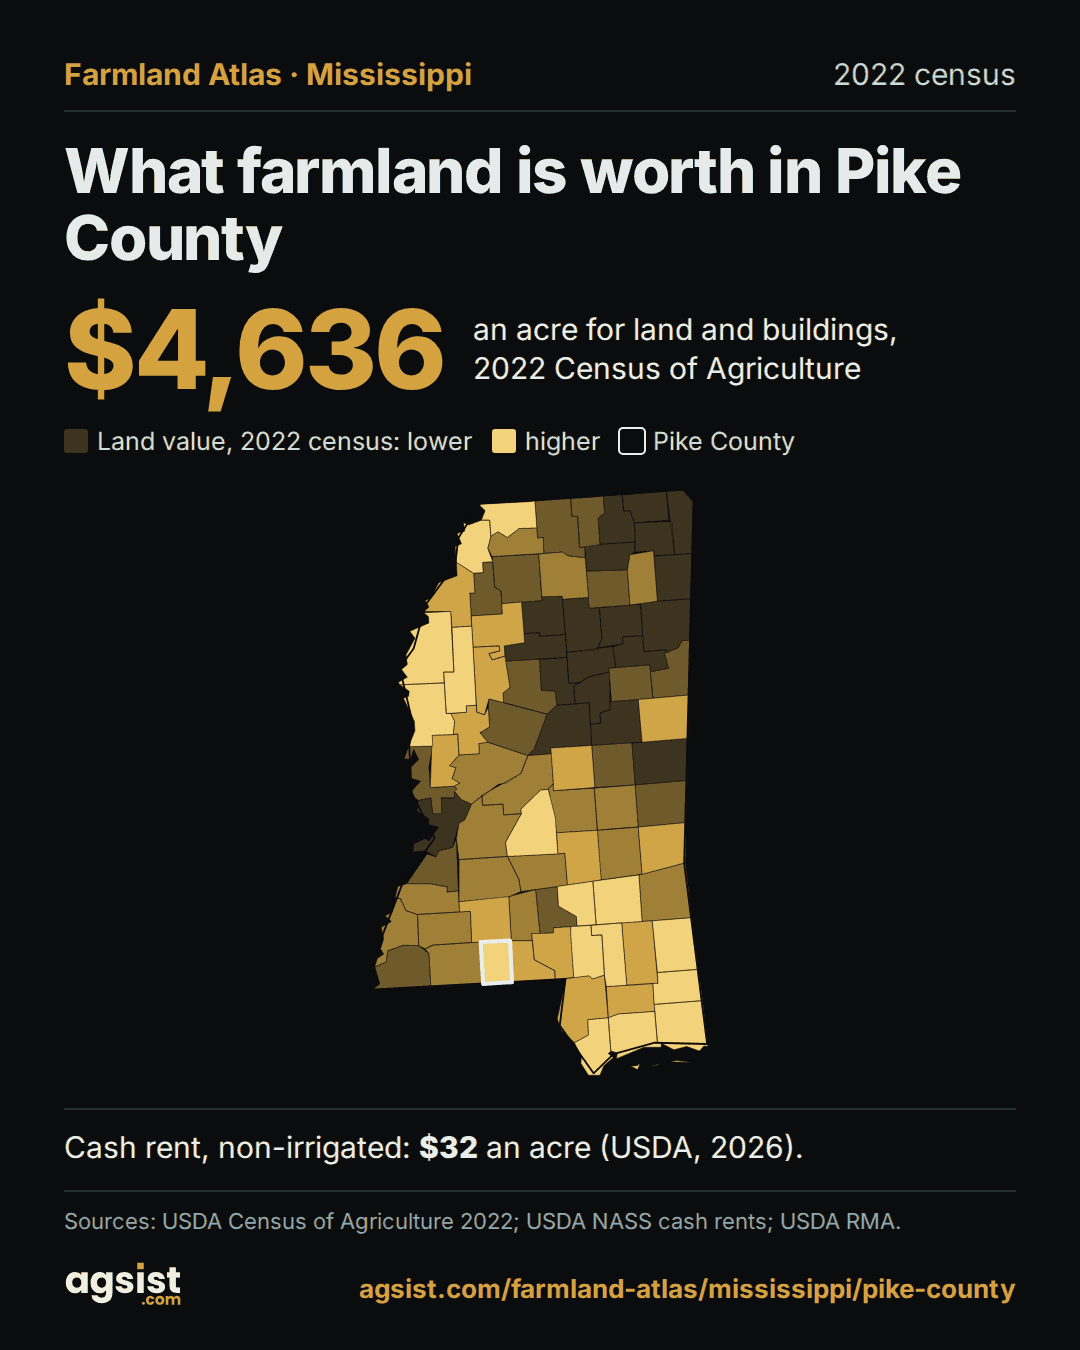 Farmland Atlas · Mississippi
2022 census
What farmland is worth in Pike
County
$4,636
an acre for land and buildings,
2022 Census of Agriculture
Land value, 2022 census: lower
higher
Pike County
Cash rent, non-irrigated: $32 an acre (USDA, 2026).
Sources: USDA Census of Agriculture 2022; USDA NASS cash rents; USDA RMA.
agsist
.com
agsist.com/farmland-atlas/mississippi/pike-county